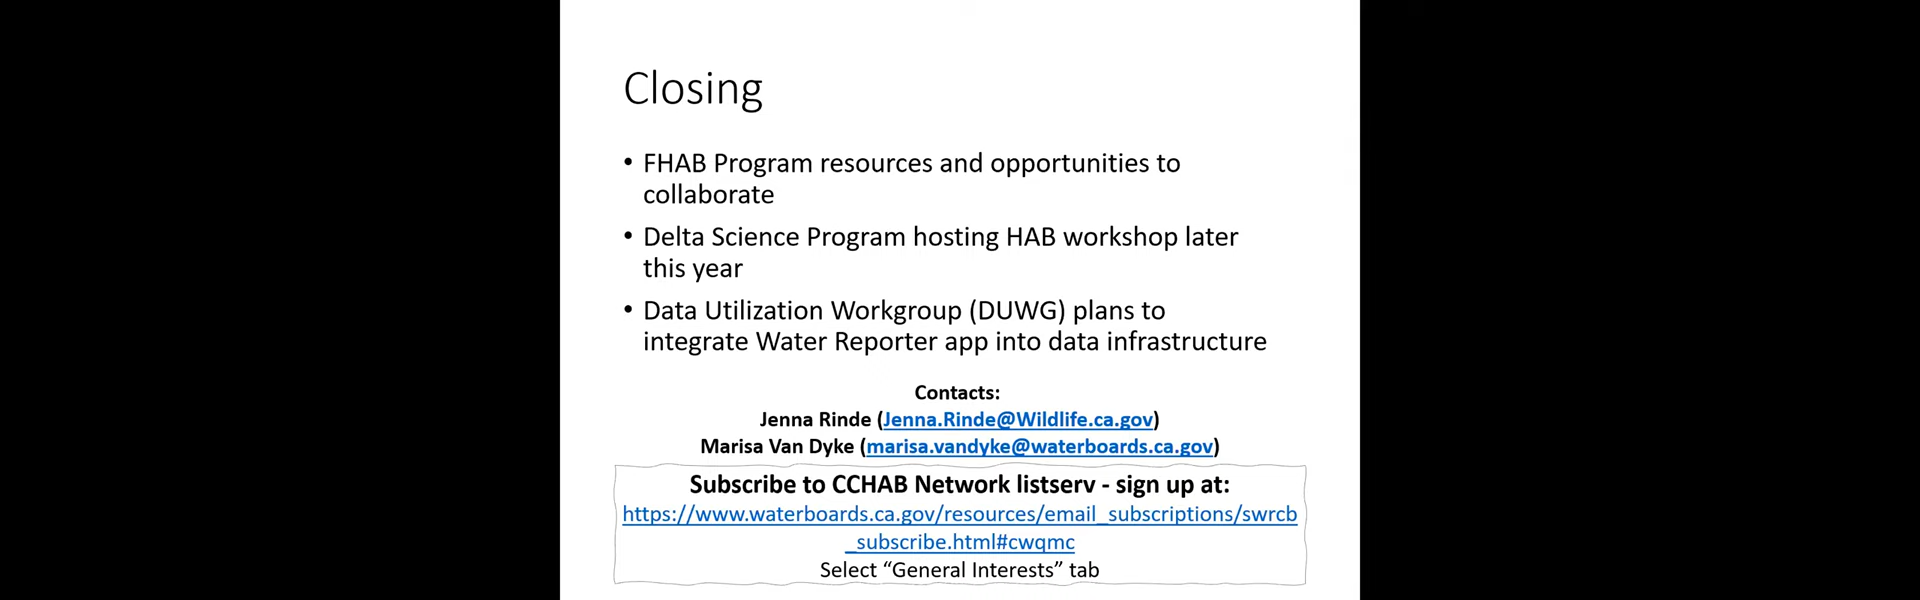 Closing
• FHAB Program resources and opportunities to
collaborate
• Delta Science Program hosting HAB workshop later
this year
• Data Utilization Workgroup (DUWG) plans to
integrate Water Reporter app into data infrastructure
Contacts:
Jenna Rinde (Jenna.Rinde@Wildlife.ca.gov)
Marisa Van Dyke (marisa.vandyke@waterboards.ca.gov)
Subscribe to CCHAB Network listserv - sign up at:
https://www.waterboards.ca.gov/resources/email_subscriptions/swrcb
_subscribe.html#cwqmc
Select “General Interests” tab